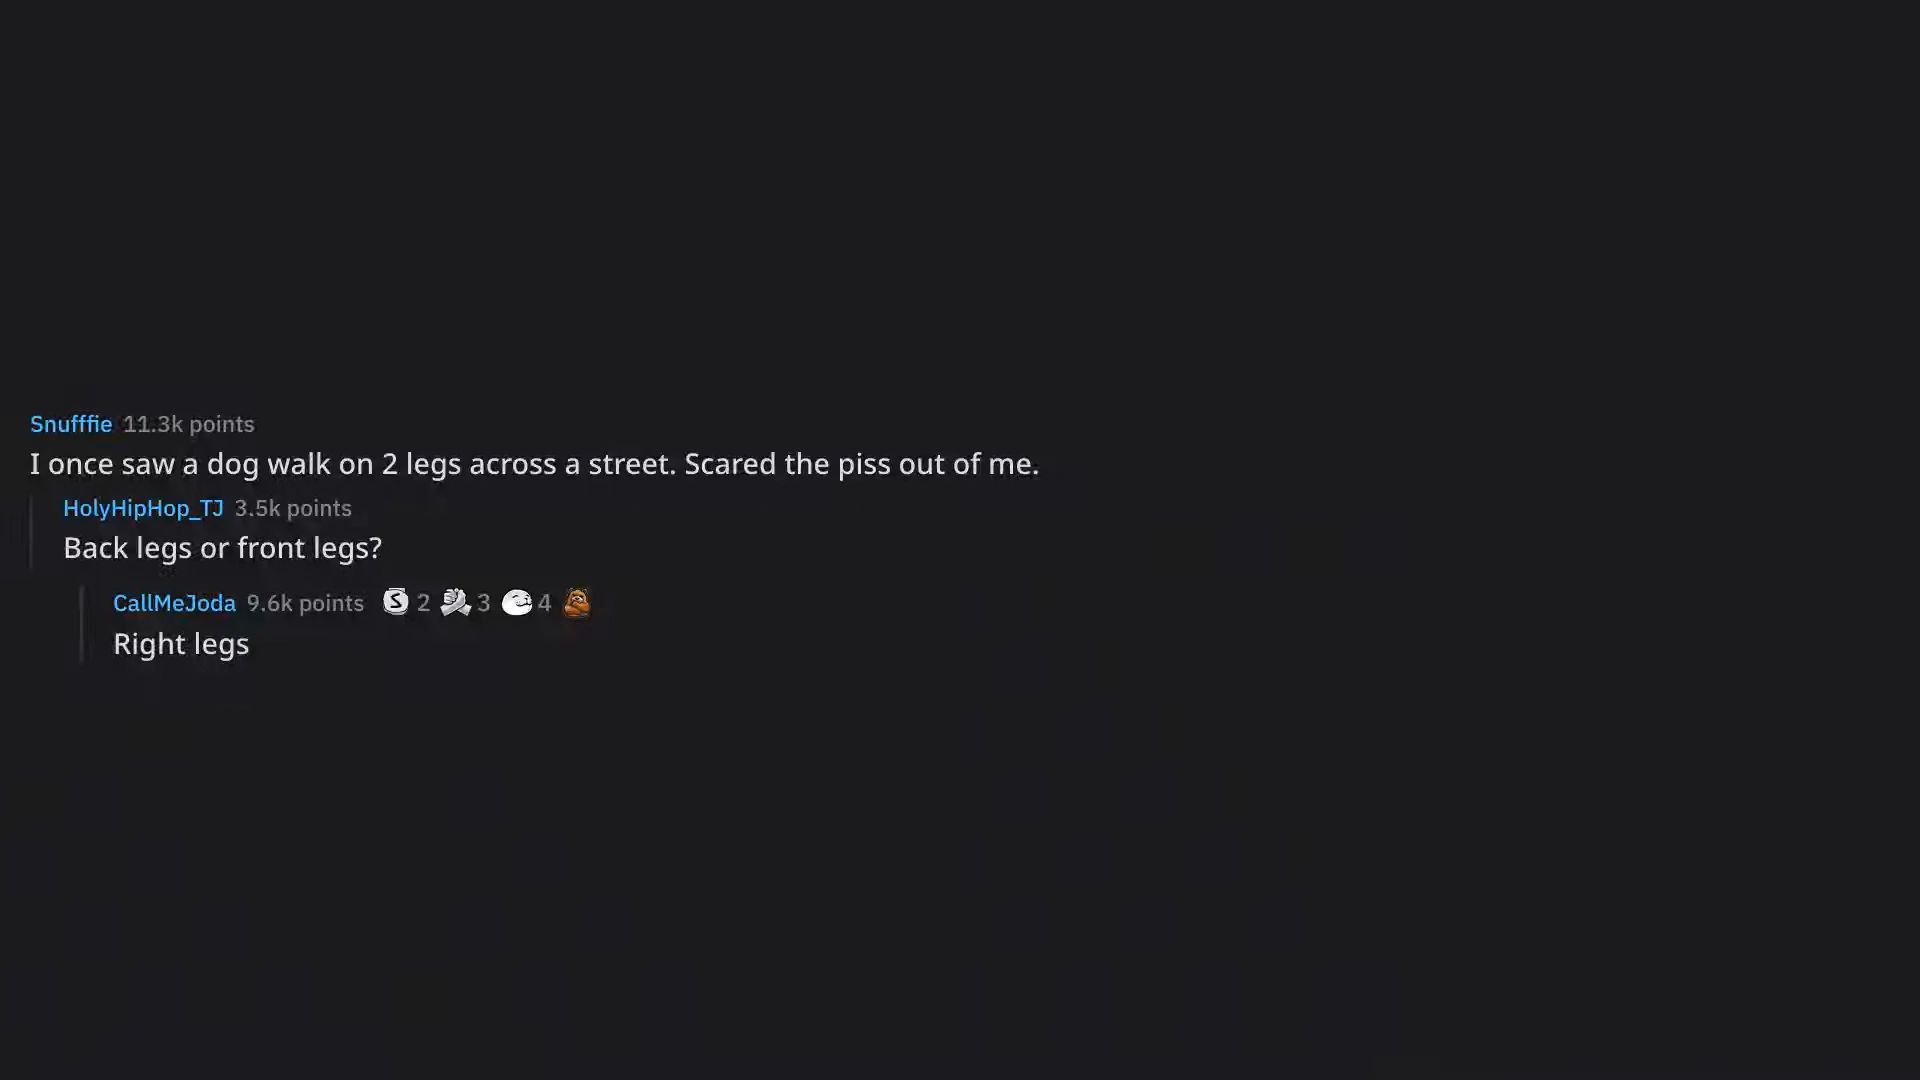 Snufffie 11.3k points
I once saw a dog walk on 2 legs across a street. Scared the piss out of me.
HolyHipHop_TJ 3.5k points
Back legs or front legs?
CallMeJoda 9.6k points S 2 3 4
Right legs